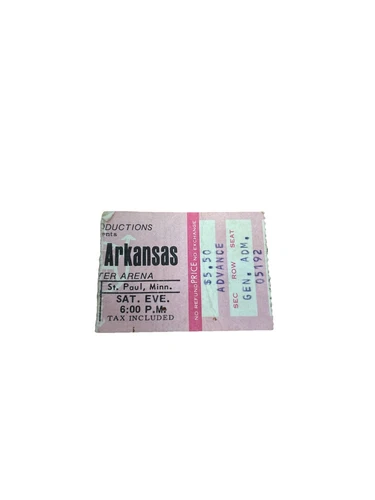 ODUCTIONS
ents
Arkansas
TER ARENA
St. Paul, Minn.
SAT. EVE.
6:00 P.M.
TAX INCLUDED
NO REFUND PRICE NO EXCHANGE
$5.50
ADVANCE
SEC ROW SEAT
GEN. ADM.
05192